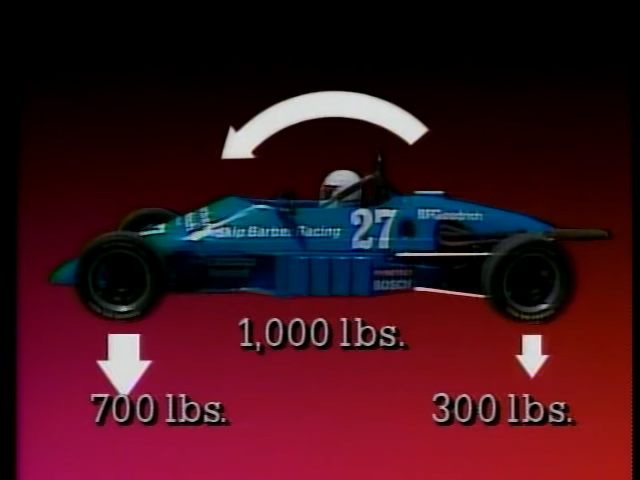 27
BFGoodrich
Skip Barber Racing
BOSCH
1,000 lbs.
700 lbs.
300 lbs.